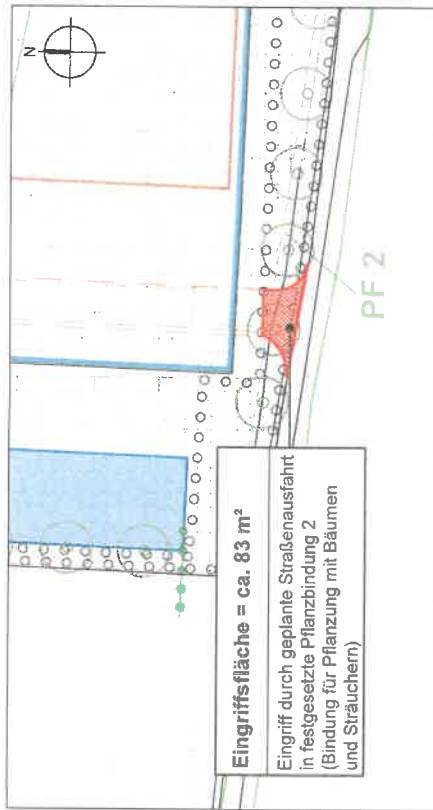 N
PF 2
Eingriffsfläche = ca. 83 m²
Eingriff durch geplante Straßenausfahrt
in festgesetzte Pflanzbindung 2
(Bindung für Pflanzung mit Bäumen
und Sträuchern)